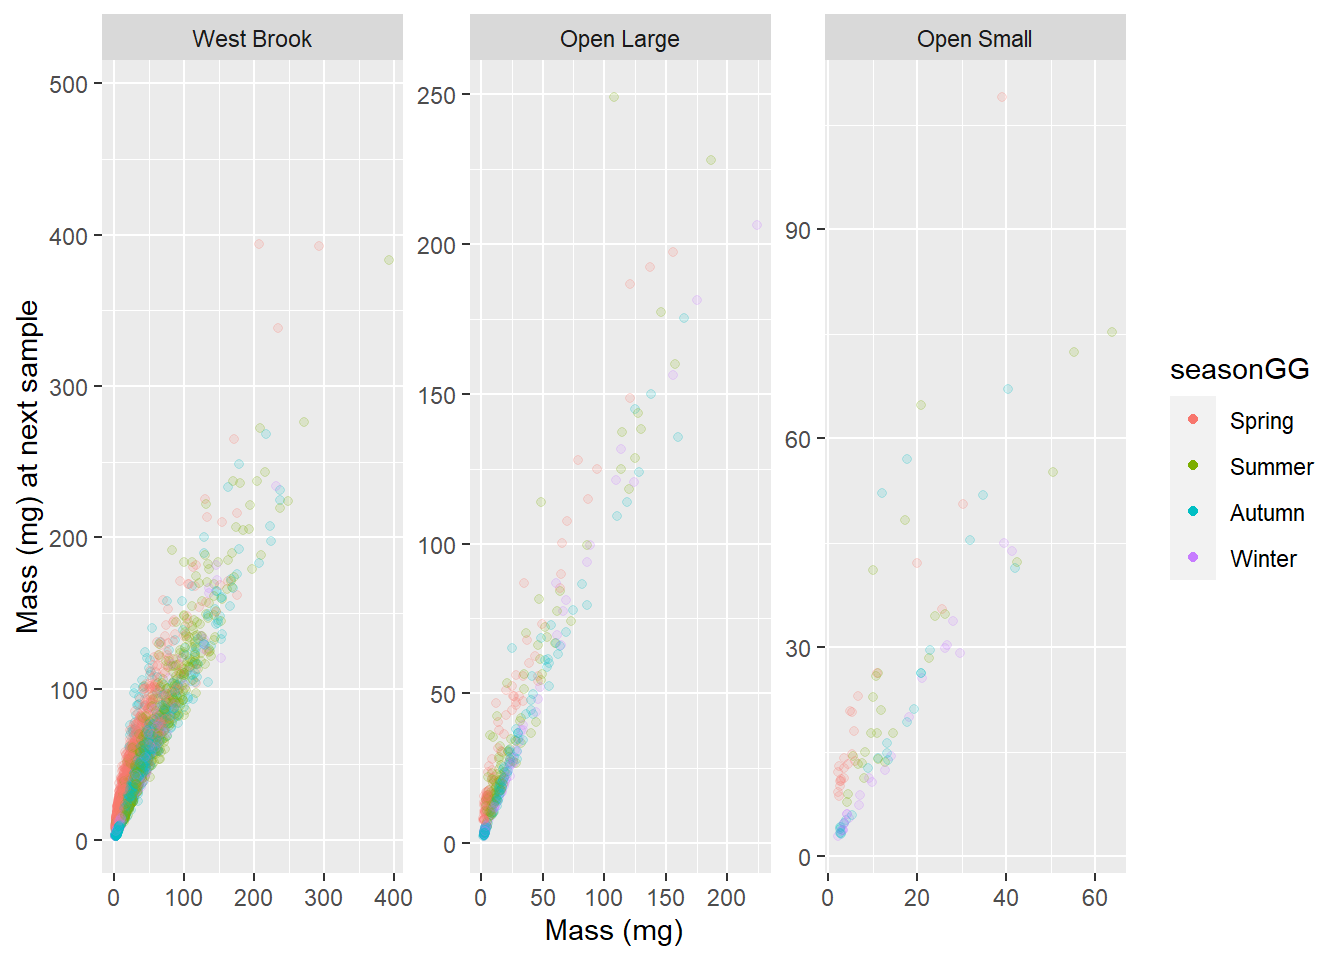 West Brook
Open Large
Open Small
500
400
300
200
100
0
250
200
150
100
50
0
90
60
30
0
0 100 200 300 400
0 50 100 150 200
0 20 40 60
Mass (mg) at next sample
Mass (mg)
seasonGG
Spring
Summer
Autumn
Winter